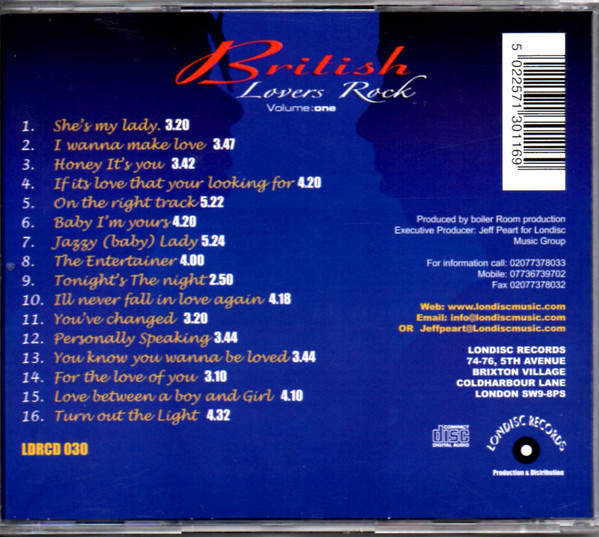 British
Lovers Rock
Volume:one
1. She's my lady. 3.20
2. I wanna make love 3.47
3. Honey It's you 3.42
4. If its love that your looking for 4.20
5. On the right track 5.22
6. Baby I'm yours 4.20
7. Jazzy (baby) Lady 5.24
8. The Entertainer 4.00
9. Tonight's The night 2.50
10. Ill never fall in love again 4.18
11. You've changed 3.20
12. Personally Speaking 3.44
13. You know you wanna be loved 3.44
14. For the love of you 3.10
15. Love between a boy and Girl 4.10
16. Turn out the Light 4.32
LDRCD 030
5 022571 301169
Produced by boiler Room production
Executive Producer: Jeff Peart for Londisc
Music Group
For information call: 02077378033
Mobile: 07736739702
Fax 02077378032
Web: www.londiscmusic.com
Email: info@londiscmusic.com
OR Jeffpeart@Londiscmusic.com
LONDISC RECORDS
74-76, 5TH AVENUE
BRIXTON VILLAGE
COLDHARBOUR LANE
LONDON SW9-8PS
COMPACT
disc
DIGITAL AUDIO
LONDISC RECORDS
Production & Distribution